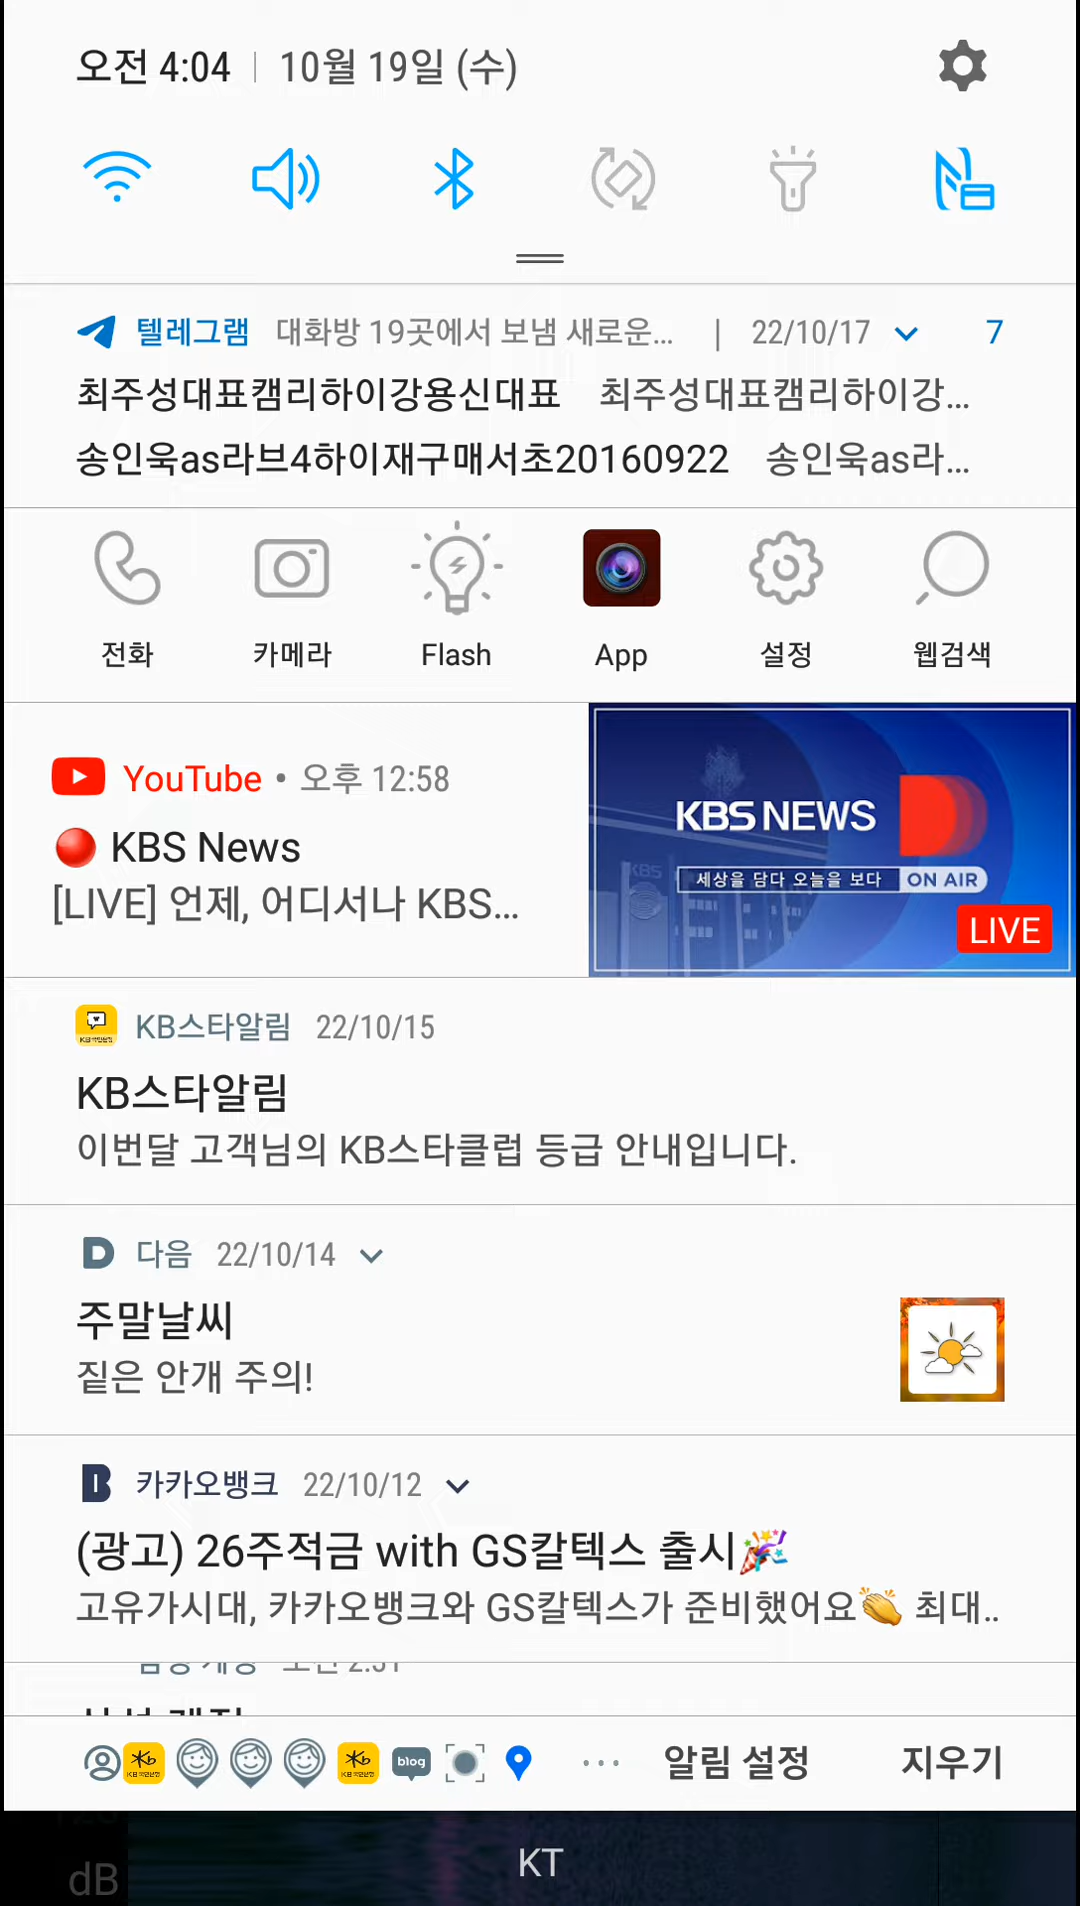 오전 4:04 | 10월 19일 (수)
텔레그램 대화방 19곳에서 보냄 새로운... | 22/10/17 7
최주성대표캠리하이강용신대표 최주성대표캠리하이강...
송인욱as라브4하이재구매서초20160922 송인욱as라...
전화 카메라 Flash App 설정 웹검색
YouTube • 오후 12:58
KBS News
[LIVE] 언제, 어디서나 KBS...
KBS NEWS
세상을 담다 오늘을 보다 ON AIR
LIVE
KB스타알림 22/10/15
KB스타알림
이번달 고객님의 KB스타클럽 등급 안내입니다.
다음 22/10/14
주말날씨
짙은 안개 주의!
카카오뱅크 22/10/12
(광고) 26주적금 with GS칼텍스 출시🎉
고유가시대, 카카오뱅크와 GS칼텍스가 준비했어요👏 최대..
blog ... 알림 설정 지우기
KT
dB